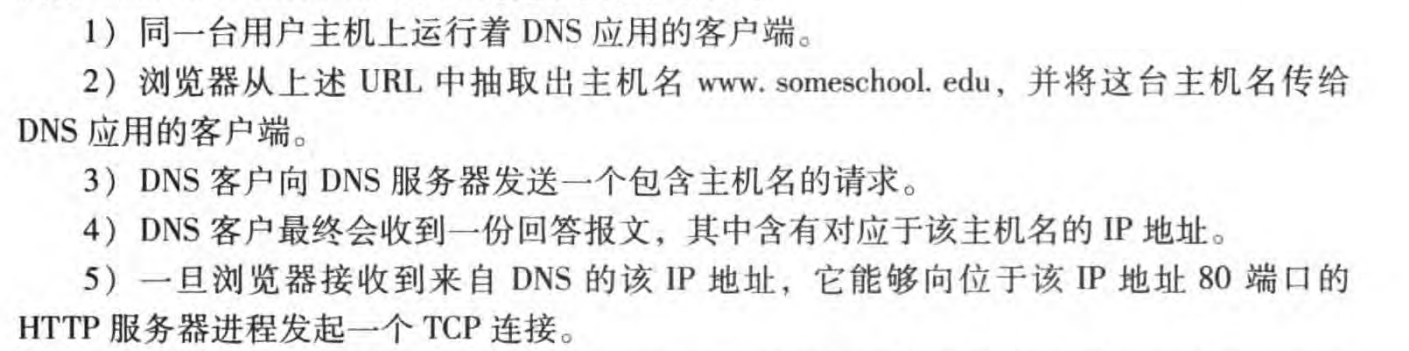 1) 同一台用户主机上运行着 DNS 应用的客户端。
2) 浏览器从上述 URL 中抽取出主机名 www. someschool. edu，并将这台主机名传给
DNS 应用的客户端。
3) DNS 客户向 DNS 服务器发送一个包含主机名的请求。
4) DNS 客户最终会收到一份回答报文，其中含有对应于该主机名的 IP 地址。
5) 一旦浏览器接收到来自 DNS 的该 IP 地址，它能够向位于该 IP 地址 80 端口的
HTTP 服务器进程发起一个 TCP 连接。